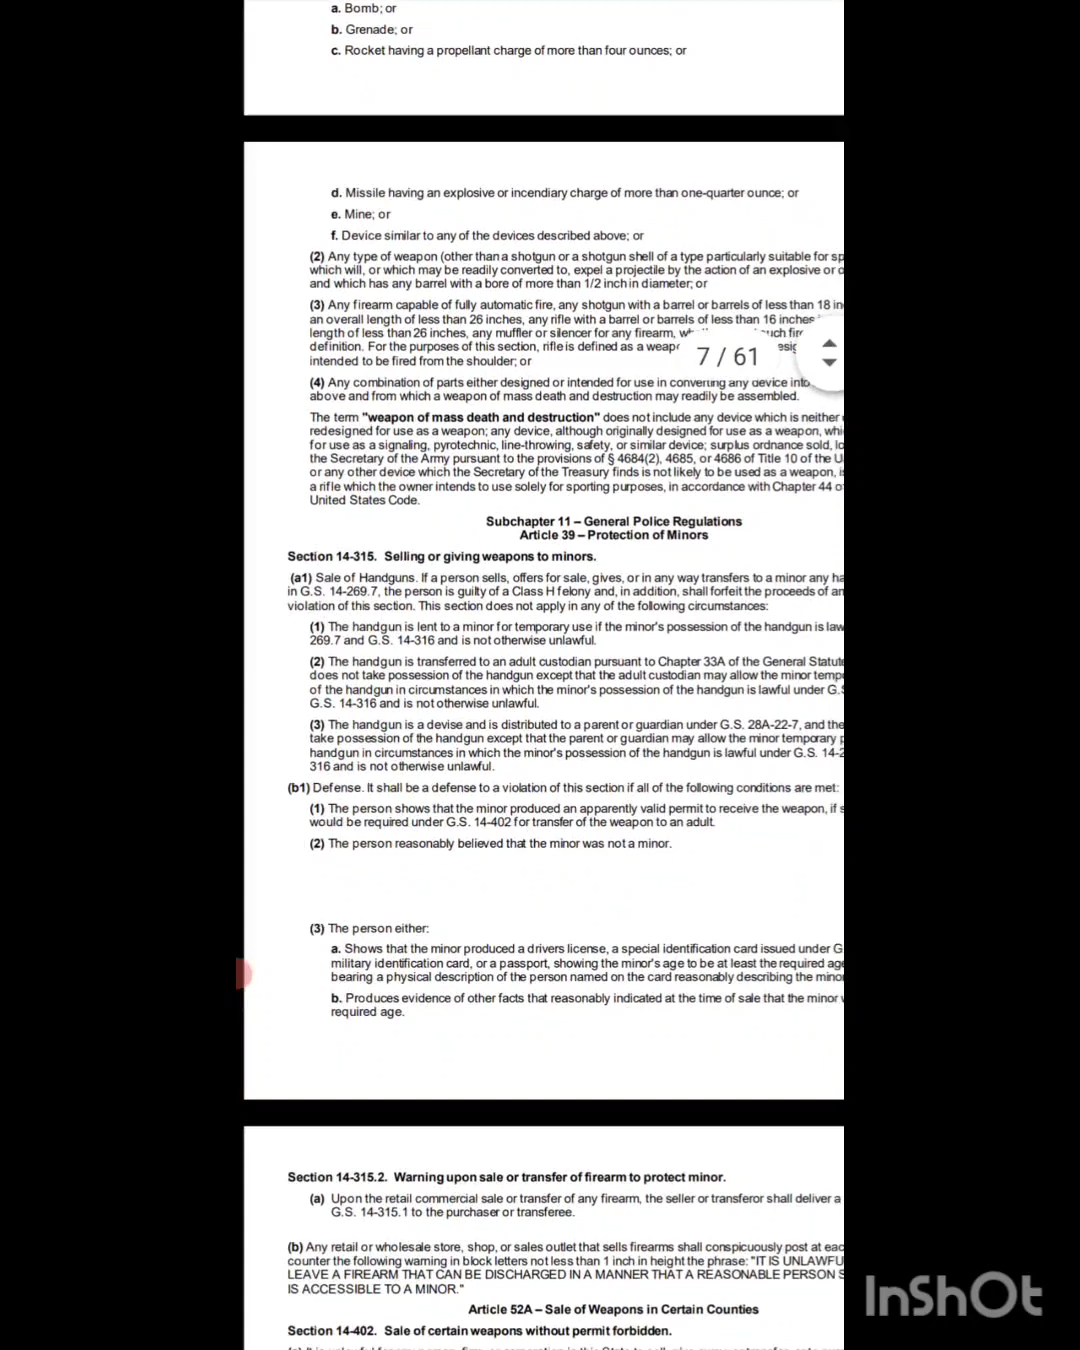 a. Bomb; or
b. Grenade; or
c. Rocket having a propellant charge of more than four ounces; or
d. Missile having an explosive or incendiary charge of more than one-quarter ounce; or
e. Mine; or
f. Device similar to any of the devices described above; or
(2) Any type of weapon (other than a shotgun or a shotgun shell of a type particularly suitable for
which will, or which may be readily converted to, expel a projectile by the action of an explosive or
and which has any barrel with a bore of more than 1/2 inch in diameter; or
(3) Any firearm capable of fully automatic fire, any shotgun with a barrel or barrels of less than 18
an overall length of less than 26 inches, any rifle with a barrel or barrels of less than 16 inches
length of less than 26 inches, any muffler or silencer for any firearm,
definition. For the purposes of this section, rifle is defined as a
7 / 61
intended to be fired from the shoulder; or
(4) Any combination of parts either designed or intended for use in converting any device
above and from which a weapon of mass death and destruction may readily be assembled.
The term "weapon of mass death and destruction" does not include any device which is neither
redesigned for use as a weapon; any device, although originally designed for use as a weapon,
for use as a signaling, pyrotechnic, line-throwing, safety, or similar device; surplus ordnance sold,
the Secretary of the Army pursuant to the provisions of § 4684(2), 4685, or 4686 of Title 10 of the
or any other device which the Secretary of the Treasury finds is not likely to be used as a weapon,
a rifle which the owner intends to use solely for sporting purposes, in accordance with Chapter 44
United States Code.
Subchapter 11 – General Police Regulations
Article 39 – Protection of Minors
Section 14-315. Selling or giving weapons to minors.
(a1) Sale of Handguns. If a person sells, offers for sale, gives, or in any way transfers to a minor any
in G.S. 14-269.7, the person is guilty of a Class H felony and, in addition, shall forfeit the proceeds of
violation of this section. This section does not apply in any of the following circumstances:
(1) The handgun is lent to a minor for temporary use if the minor's possession of the handgun is
269.7 and G.S. 14-316 and is not otherwise unlawful.
(2) The handgun is transferred to an adult custodian pursuant to Chapter 33A of the General
does not take possession of the handgun except that the adult custodian may allow the minor
of the handgun in circumstances in which the minor's possession of the handgun is lawful under
G.S. 14-316 and is not otherwise unlawful.
(3) The handgun is a devise and is distributed to a parent or guardian under G.S. 28A-22-7, and the
take possession of the handgun except that the parent or guardian may allow the minor temporary
handgun in circumstances in which the minor's possession of the handgun is lawful under G.S.
316 and is not otherwise unlawful.
(b1) Defense. It shall be a defense to a violation of this section if all of the following conditions are met:
(1) The person shows that the minor produced an apparently valid permit to receive the weapon, if
would be required under G.S. 14-402 for transfer of the weapon to an adult.
(2) The person reasonably believed that the minor was not a minor.
(3) The person either:
a. Shows that the minor produced a drivers license, a special identification card issued under
military identification card, or a passport, showing the minor's age to be at least the required
bearing a physical description of the person named on the card reasonably describing the
b. Produces evidence of other facts that reasonably indicated at the time of sale that the minor
required age.
Section 14-315.2. Warning upon sale or transfer of firearm to protect minor.
(a) Upon the retail commercial sale or transfer of any firearm, the seller or transferor shall deliver a
G.S. 14-315.1 to the purchaser or transferee.
(b) Any retail or wholesale store, shop, or sales outlet that sells firearms shall conspicuously post at
counter the following warning in block letters not less than 1 inch in height the phrase: "IT IS
LEAVE A FIREARM THAT CAN BE DISCHARGED IN A MANNER THAT A REASONABLE PERSON
IS ACCESSIBLE TO A MINOR."
Article 52A – Sale of Weapons in Certain Counties
Section 14-402. Sale of certain weapons without permit forbidden.
InShOt